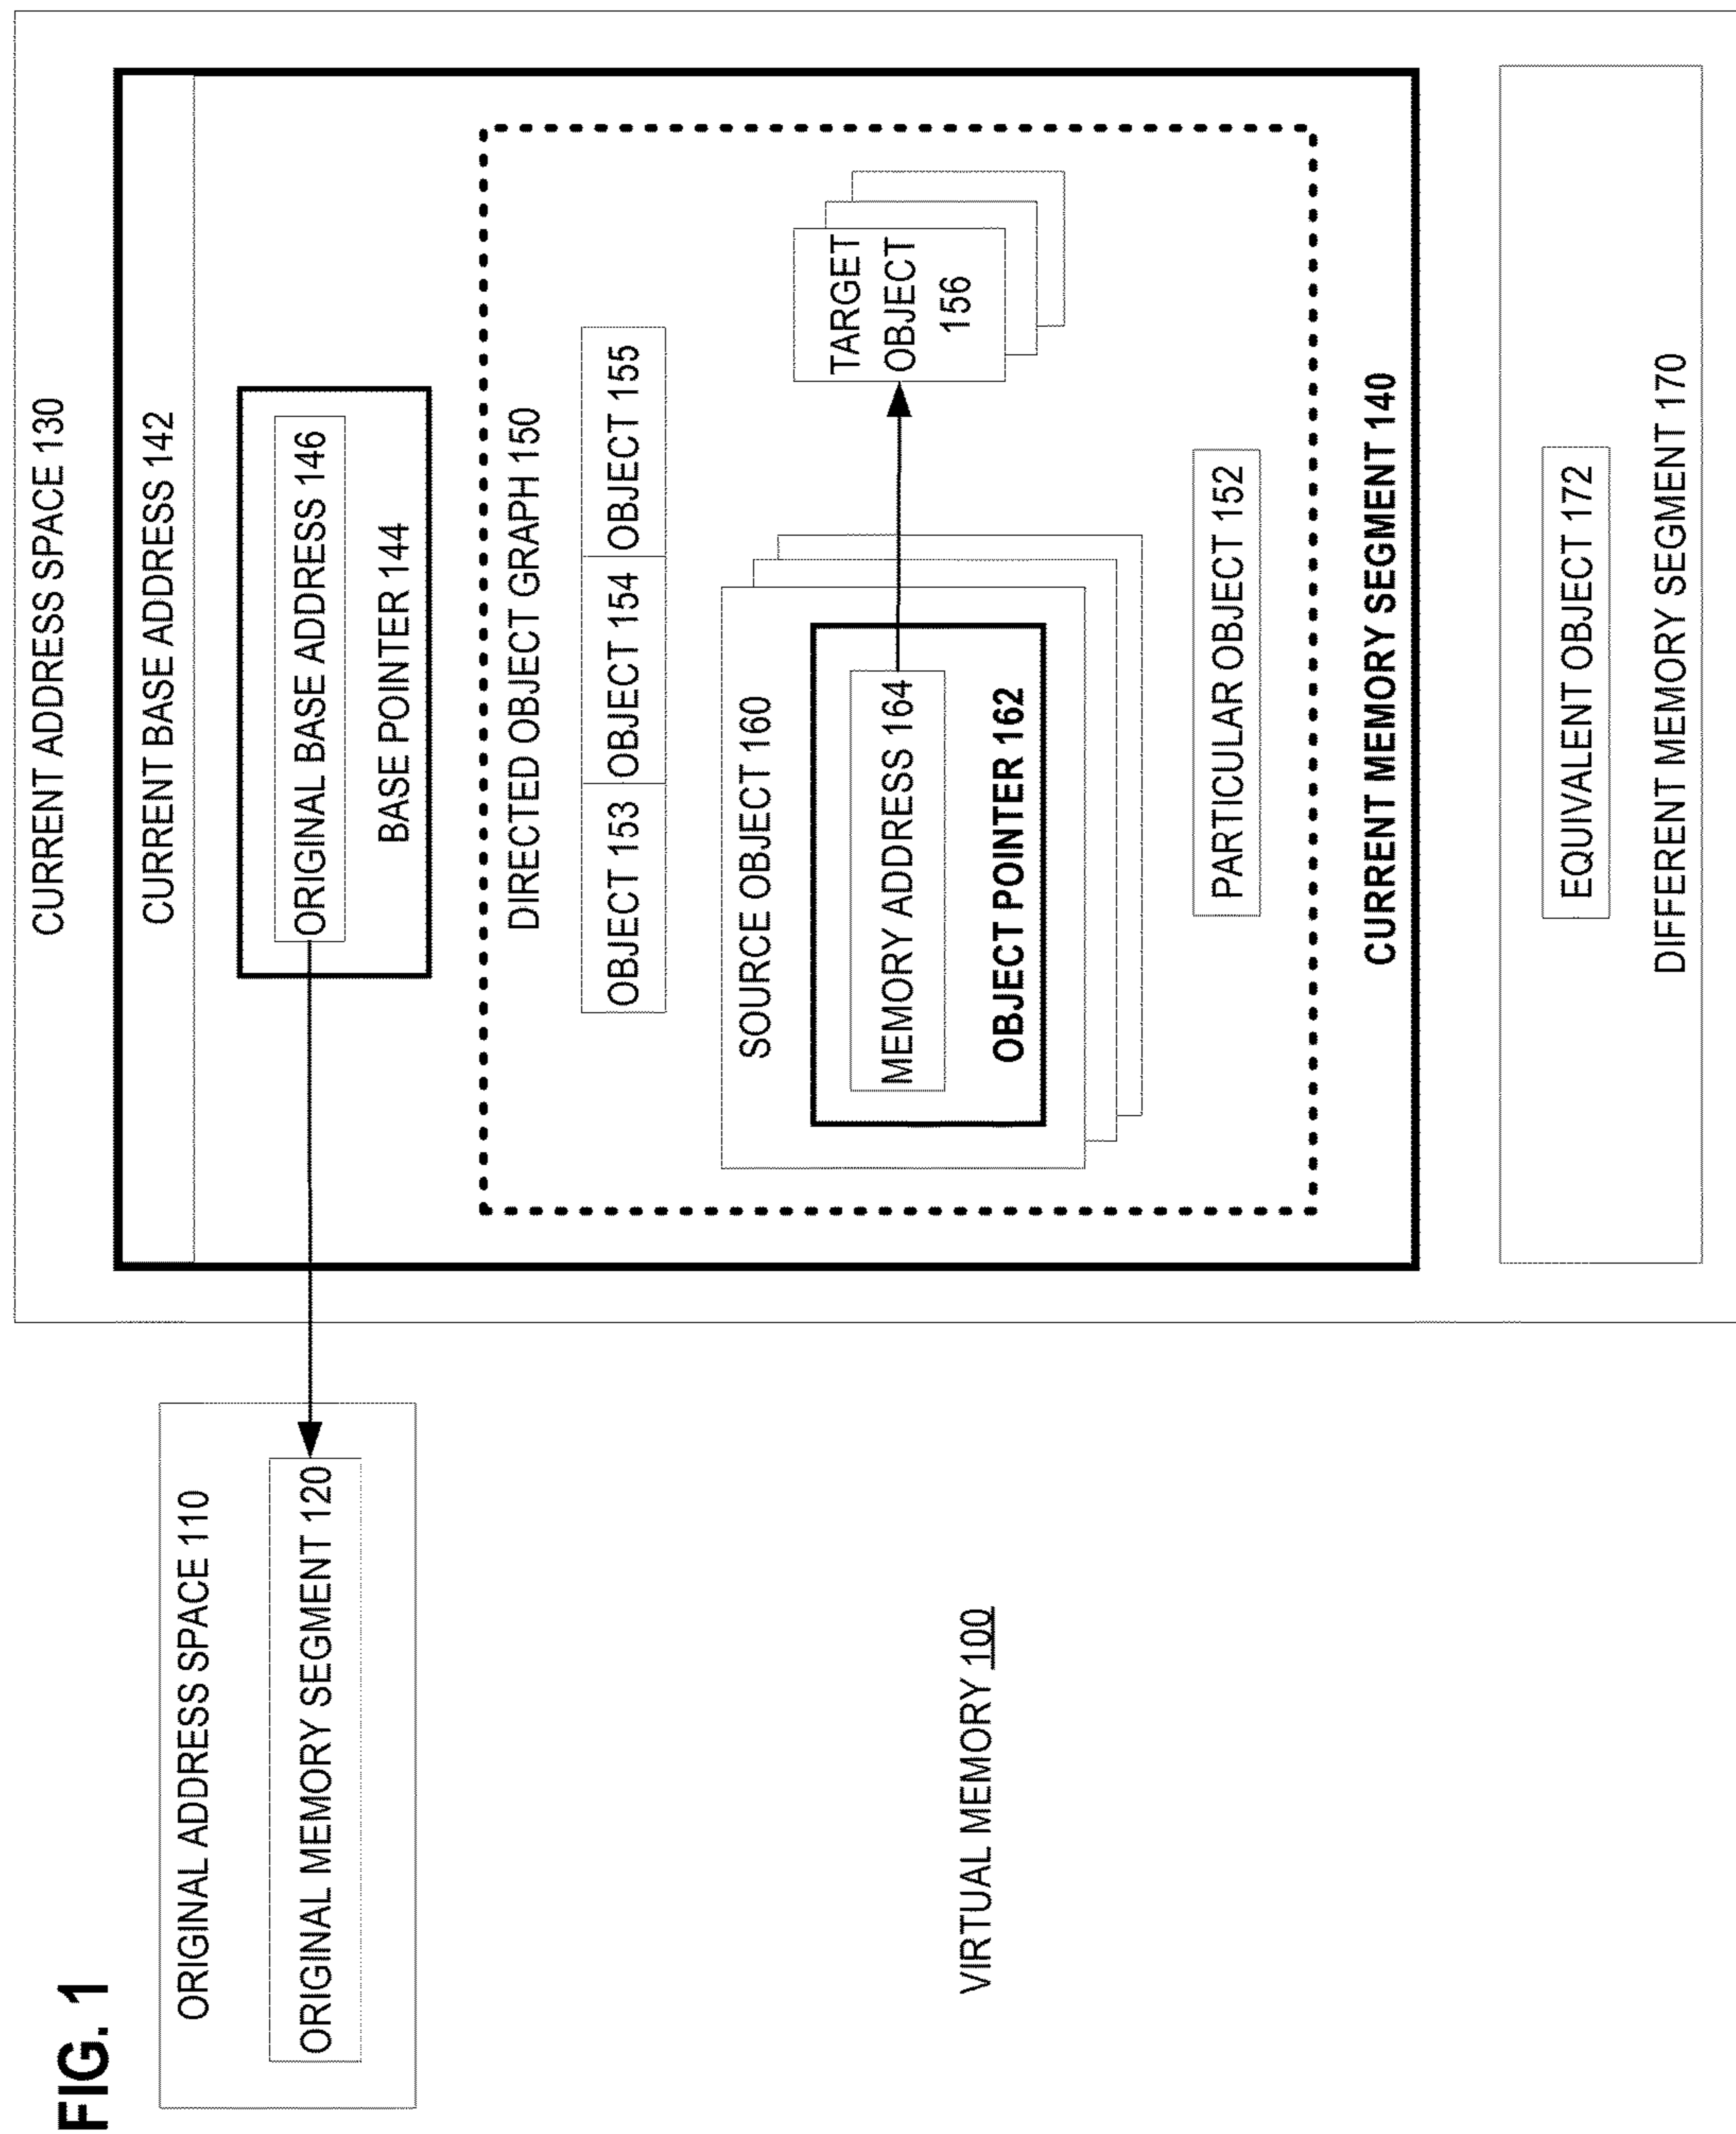 FIG. 1
ORIGINAL ADDRESS SPACE 110
ORIGINAL MEMORY SEGMENT 120
VIRTUAL MEMORY 100
CURRENT ADDRESS SPACE 130
CURRENT BASE ADDRESS 142
ORIGINAL BASE ADDRESS 146
BASE POINTER 144
DIRECTED OBJECT GRAPH 150
OBJECT 153
OBJECT 154
OBJECT 155
SOURCE OBJECT 160
MEMORY ADDRESS 164
OBJECT POINTER 162
TARGET
OBJECT
156
PARTICULAR OBJECT 152
CURRENT MEMORY SEGMENT 140
EQUIVALENT OBJECT 172
DIFFERENT MEMORY SEGMENT 170